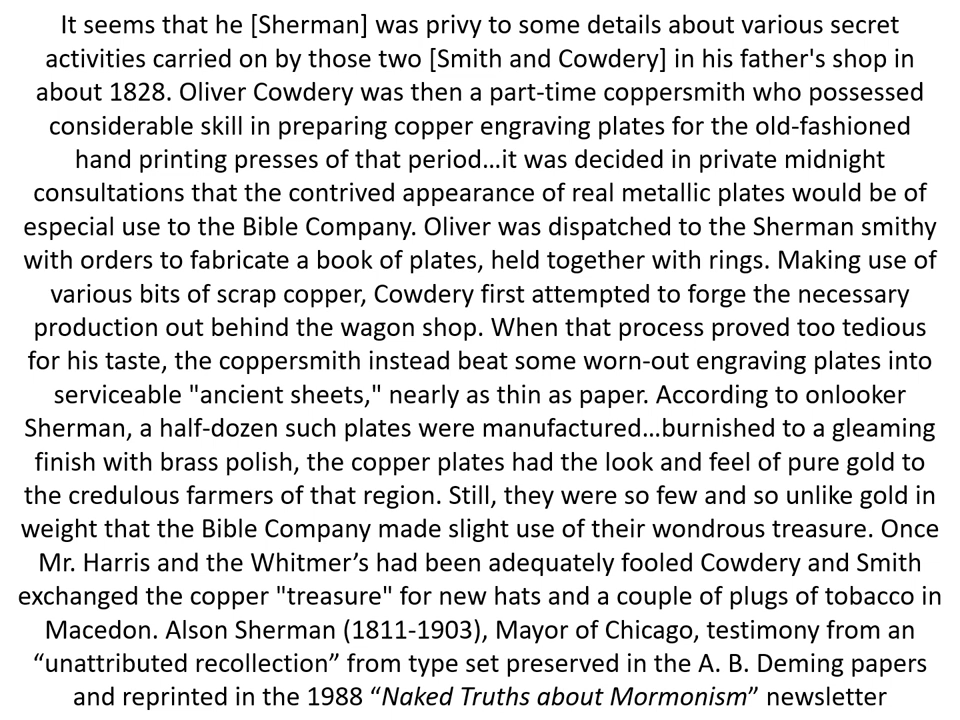 It seems that he [Sherman] was privy to some details about various secret
activities carried on by those two [Smith and Cowdery] in his father's shop in
about 1828. Oliver Cowdery was then a part-time coppersmith who possessed
considerable skill in preparing copper engraving plates for the old-fashioned
hand printing presses of that period…it was decided in private midnight
consultations that the contrived appearance of real metallic plates would be of
especial use to the Bible Company. Oliver was dispatched to the Sherman smithy
with orders to fabricate a book of plates, held together with rings. Making use of
various bits of scrap copper, Cowdery first attempted to forge the necessary
production out behind the wagon shop. When that process proved too tedious
for his taste, the coppersmith instead beat some worn-out engraving plates into
serviceable "ancient sheets," nearly as thin as paper. According to onlooker
Sherman, a half-dozen such plates were manufactured…burnished to a gleaming
finish with brass polish, the copper plates had the look and feel of pure gold to
the credulous farmers of that region. Still, they were so few and so unlike gold in
weight that the Bible Company made slight use of their wondrous treasure. Once
Mr. Harris and the Whitmer’s had been adequately fooled Cowdery and Smith
exchanged the copper "treasure" for new hats and a couple of plugs of tobacco in
Macedon. Alson Sherman (1811-1903), Mayor of Chicago, testimony from an
“unattributed recollection” from type set preserved in the A. B. Deming papers
and reprinted in the 1988 “Naked Truths about Mormonism” newsletter